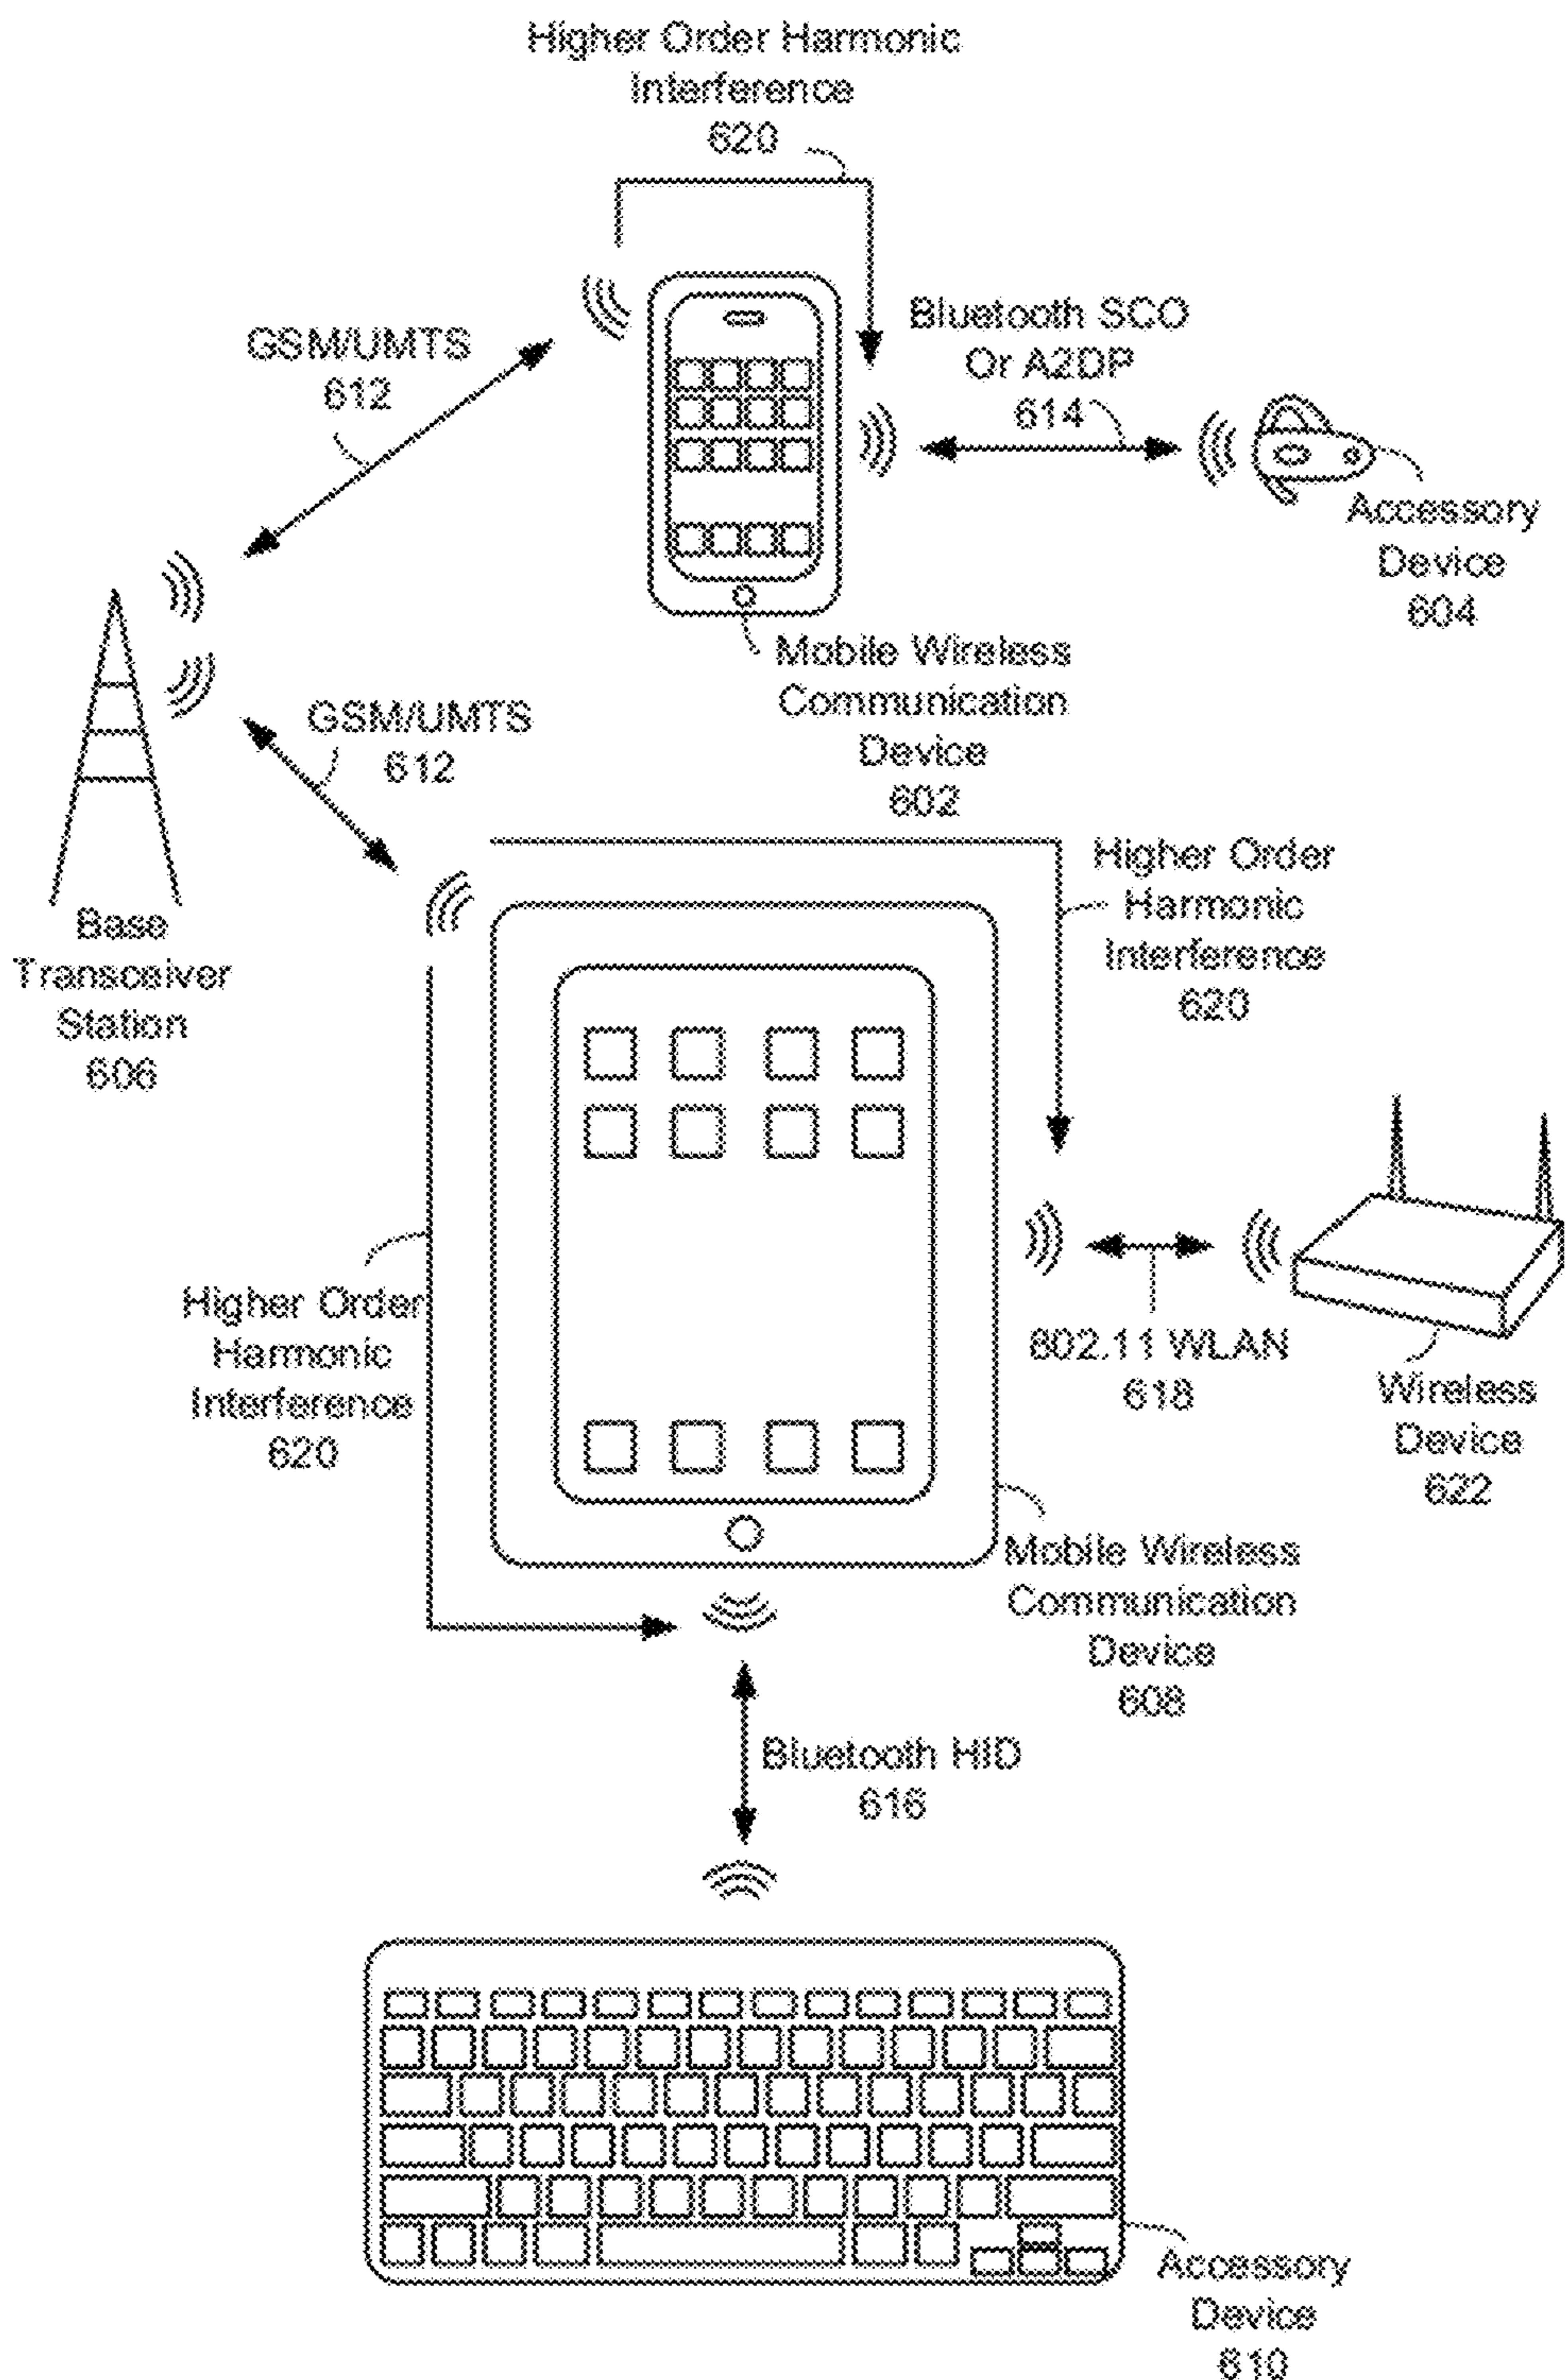 Higher Order Harmonic
Interference
620
GSM/UMTS
612
Bluetooth SCO
Or A2DP
614
Accessory
Device
604
Mobile Wireless
Communication
Device
602
GSM/UMTS
612
Base
Transceiver
Station
606
Higher Order
Harmonic
Interference
620
Higher Order
Harmonic
Interference
620
802.11 WLAN
618
Wireless
Device
622
Mobile Wireless
Communication
Device
608
Bluetooth HID
616
Accessory
Device
610